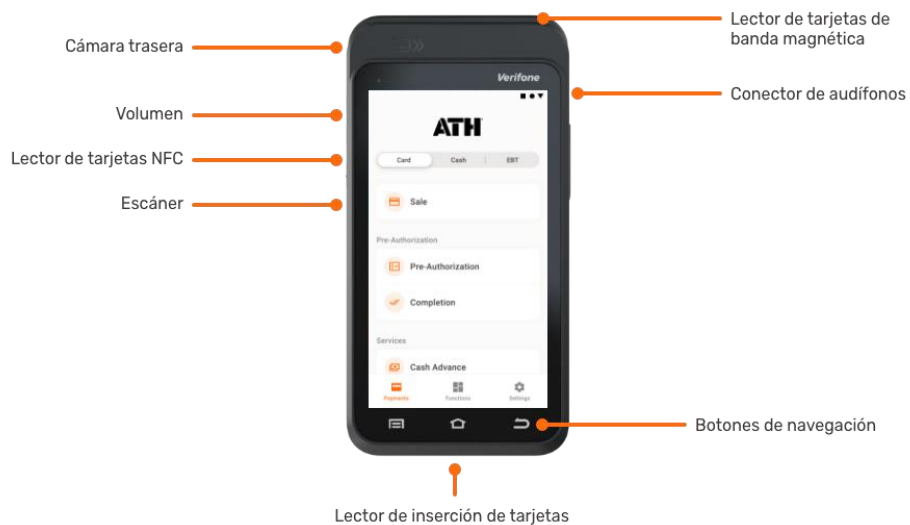 Lector de tarjetas de
banda magnética
Cámara trasera
Verifone
Conector de audífonos
Volumen
ATH
Lector de tarjetas NFC
Card
Cash
EBT
Escáner
Sale
Pre-Authorization
Pre-Authorization
Completion
Services
Cash Advance
Payments
Functions
Settings
Botones de navegación
Lector de inserción de tarjetas